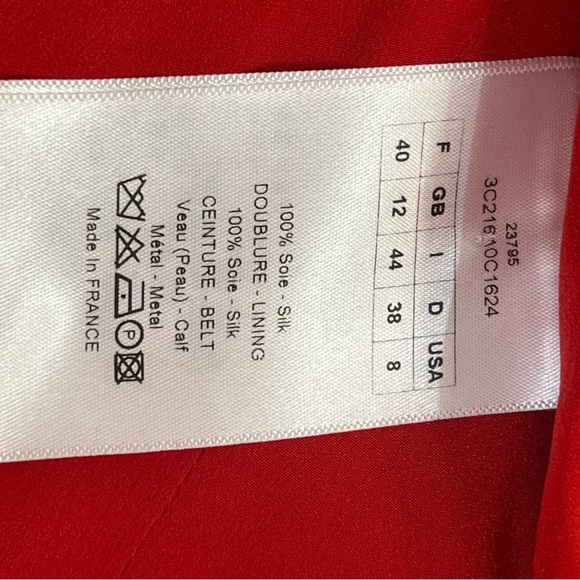 23795
3C21610C1624
F GB I D USA
40 12 44 38 8
100% Soie - Silk
DOUBLURE - LINING
100% Soie - Silk
CEINTURE - BELT
Veau (Peau) - Calf
Métal - Metal
P
Made In FRANCE